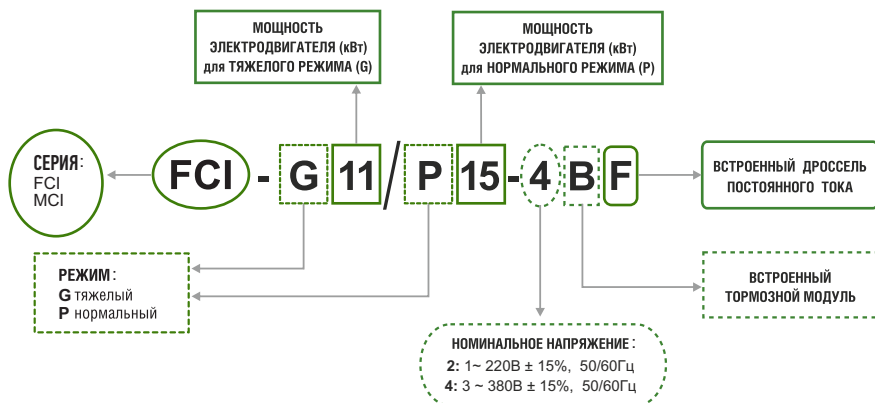 МОЩНОСТЬ
ЭЛЕКТРОДВИГАТЕЛЯ (кВт)
для ТЯЖЕЛОГО РЕЖИМА (G)
МОЩНОСТЬ
ЭЛЕКТРОДВИГАТЕЛЯ (кВт)
для НОРМАЛЬНОГО РЕЖИМА (P)
СЕРИЯ:
FCI
MCI
FCI - G 11 / P 15 - 4 B F
ВСТРОЕННЫЙ ДРОССЕЛЬ
ПОСТОЯННОГО ТОКА
РЕЖИМ:
G тяжелый
P нормальный
ВСТРОЕННЫЙ
ТОРМОЗНОЙ МОДУЛЬ
НОМИНАЛЬНОЕ НАПРЯЖЕНИЕ:
2: 1~ 220В ± 15%, 50/60Гц
4: 3 ~ 380В ± 15%, 50/60Гц